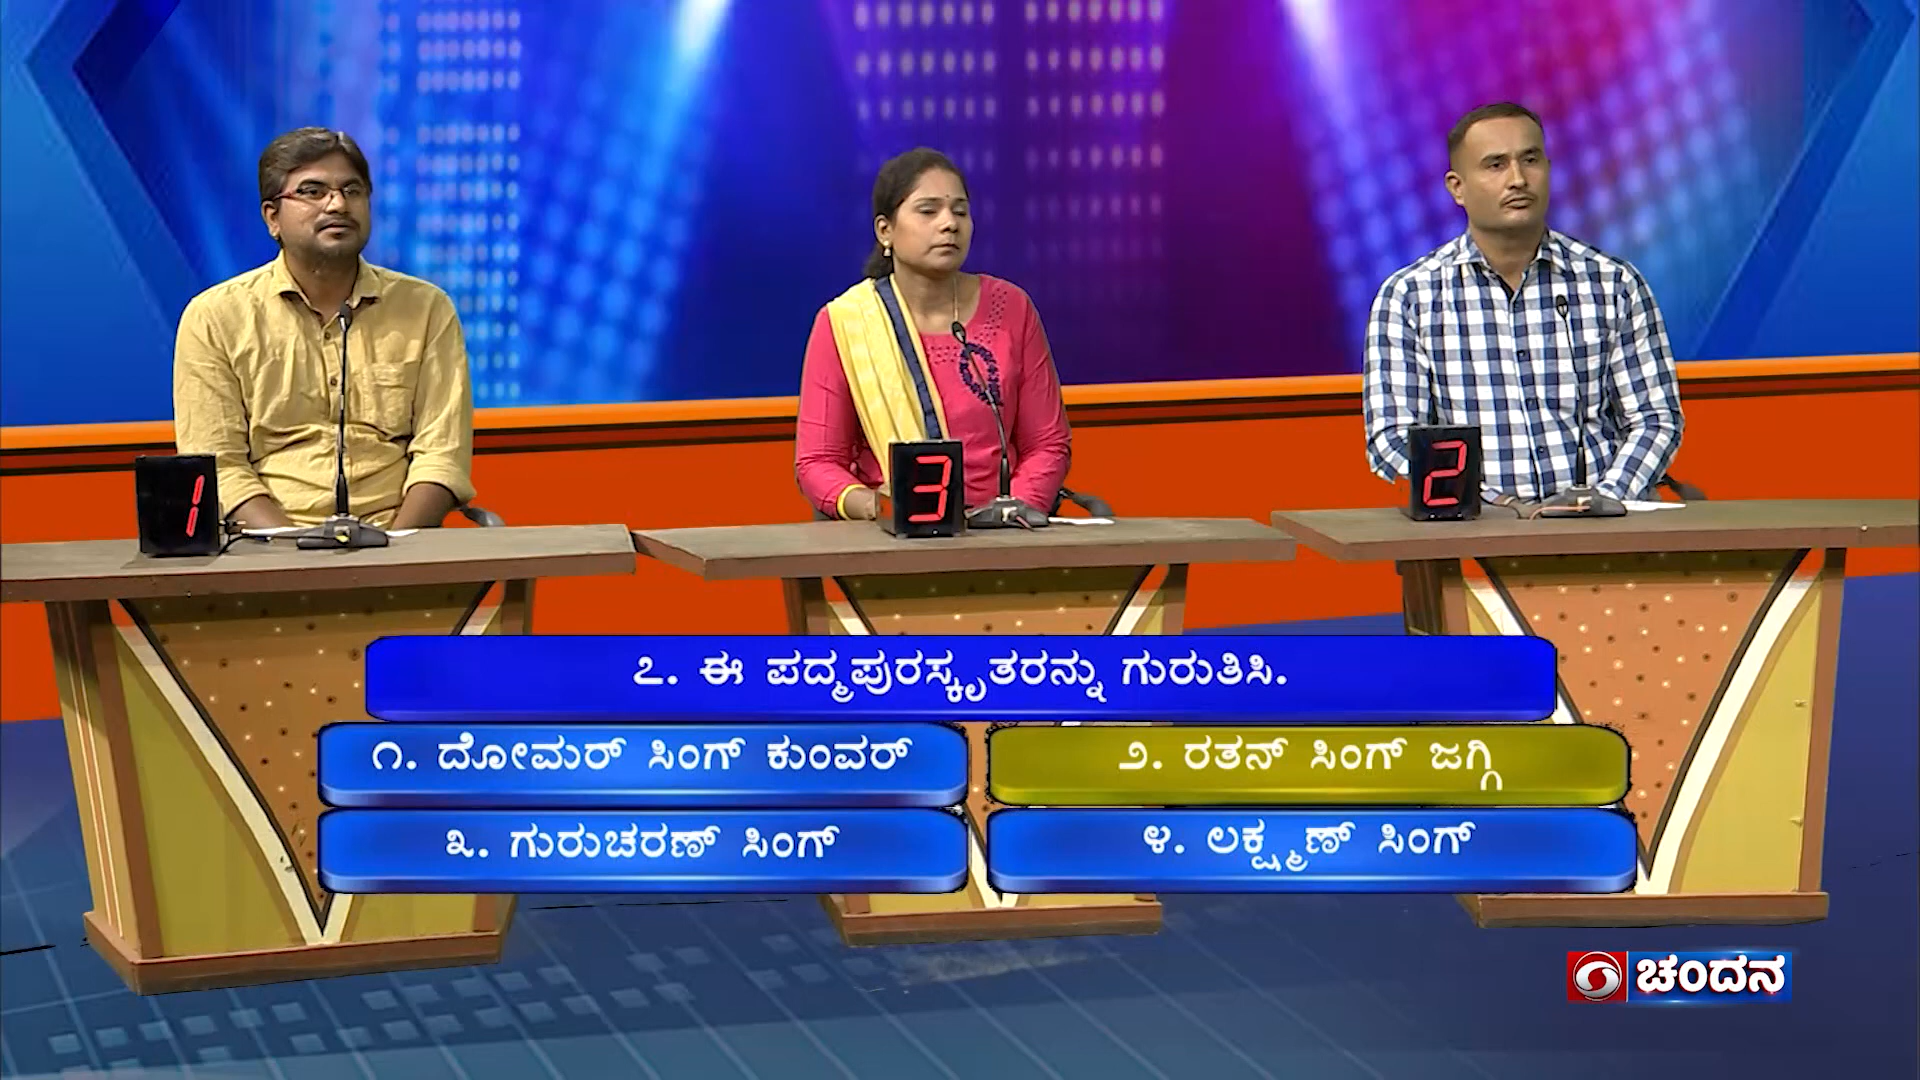 1
3
2
೭. ಈ ಪದ್ಮಪುರಸ್ಕೃತರನ್ನು ಗುರುತಿಸಿ.
೧. ದೋಮರ್ ಸಿಂಗ್ ಕುಂವರ್
೨. ರತನ್ ಸಿಂಗ್ ಜಗ್ಗಿ
೩. ಗುರುಚರಣ್ ಸಿಂಗ್
೪. ಲಕ್ಷ್ಮಣ್ ಸಿಂಗ್
ಚಂದನ